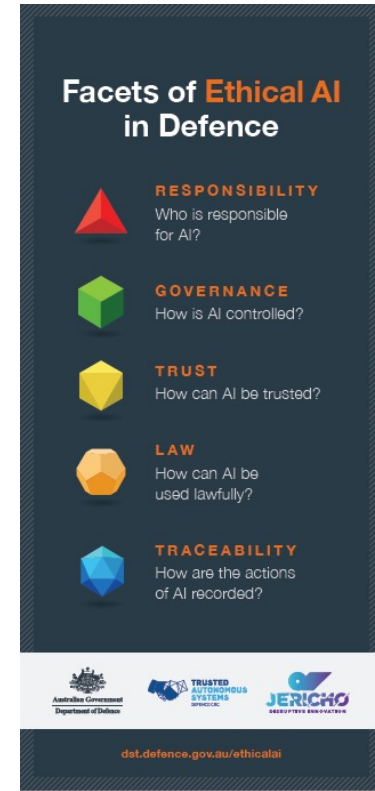 Facets of Ethical AI
in Defence
RESPONSIBILITY
Who is responsible
for AI?
GOVERNANCE
How is AI controlled?
TRUST
How can AI be trusted?
LAW
How can AI be
used lawfully?
TRACEABILITY
How are the actions
of AI recorded?
Australian Government
Department of Defence
TRUSTED
AUTONOMOUS
SYSTEMS
DEFENCE CRC
JERICHO
DISRUPTIVE INNOVATION
dst.defence.gov.au/ethicalai